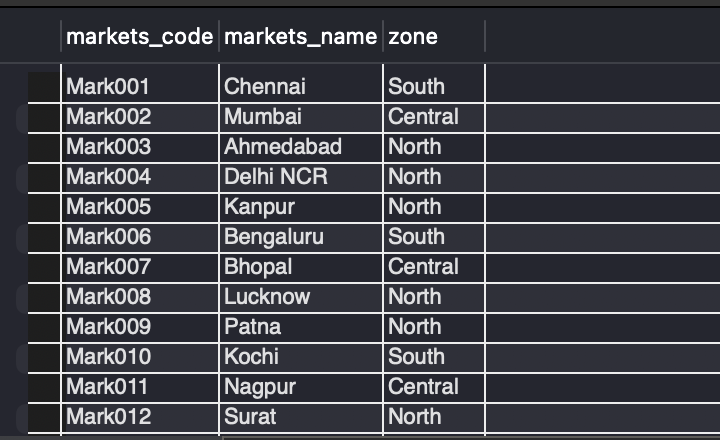 markets_code markets_name zone
Mark001 Chennai South
Mark002 Mumbai Central
Mark003 Ahmedabad North
Mark004 Delhi NCR North
Mark005 Kanpur North
Mark006 Bengaluru South
Mark007 Bhopal Central
Mark008 Lucknow North
Mark009 Patna North
Mark010 Kochi South
Mark011 Nagpur Central
Mark012 Surat North